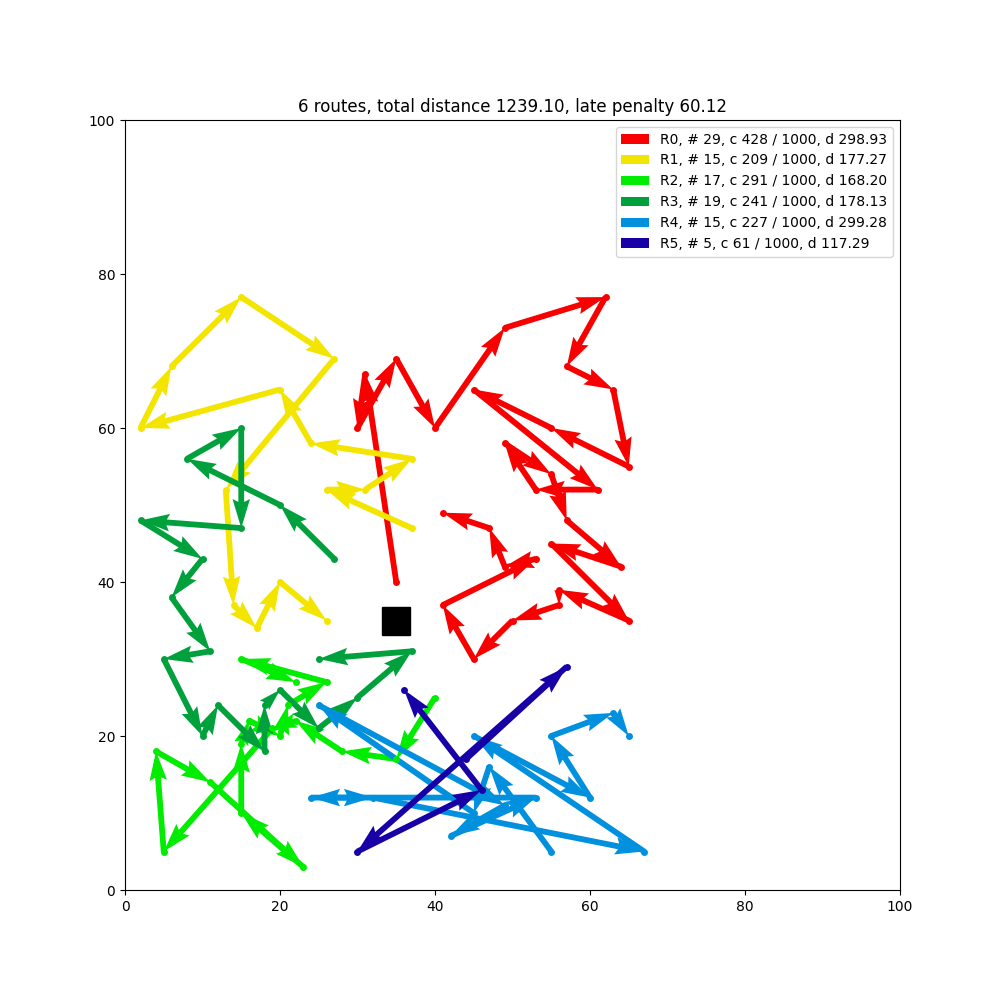 6 routes, total distance 1239.10, late penalty 60.12
R0, # 29, c 428 / 1000, d 298.93
R1, # 15, c 209 / 1000, d 177.27
R2, # 17, c 291 / 1000, d 168.20
R3, # 19, c 241 / 1000, d 178.13
R4, # 15, c 227 / 1000, d 299.28
R5, # 5, c 61 / 1000, d 117.29
100
80
60
40
20
0
0 20 40 60 80 100